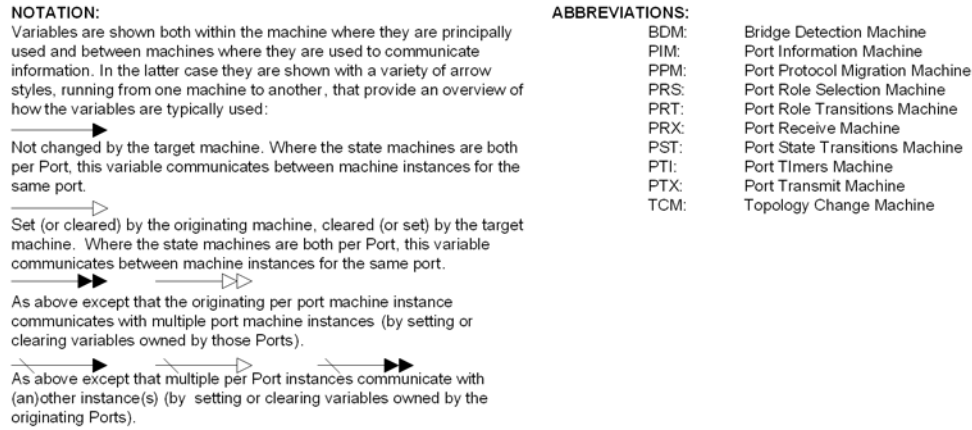 NOTATION:
Variables are shown both within the machine where they are principally
used and between machines where they are used to communicate
information. In the latter case they are shown with a variety of arrow
styles, running from one machine to another, that provide an overview of
how the variables are typically used:
Not changed by the target machine. Where the state machines are both
per Port, this variable communicates between machine instances for the
same port.
Set (or cleared) by the originating machine, cleared (or set) by the target
machine. Where the state machines are both per Port, this variable
communicates between machine instances for the same port.
As above except that the originating per port machine instance
communicates with multiple port machine instances (by setting or
clearing variables owned by those Ports).
As above except that multiple per Port instances communicate with
(an)other instance(s) (by setting or clearing variables owned by the
originating Ports).
ABBREVIATIONS:
BDM: Bridge Detection Machine
PIM: Port Information Machine
PPM: Port Protocol Migration Machine
PRS: Port Role Selection Machine
PRT: Port Role Transitions Machine
PRX: Port Receive Machine
PST: Port State Transitions Machine
PTI: Port TImers Machine
PTX: Port Transmit Machine
TCM: Topology Change Machine